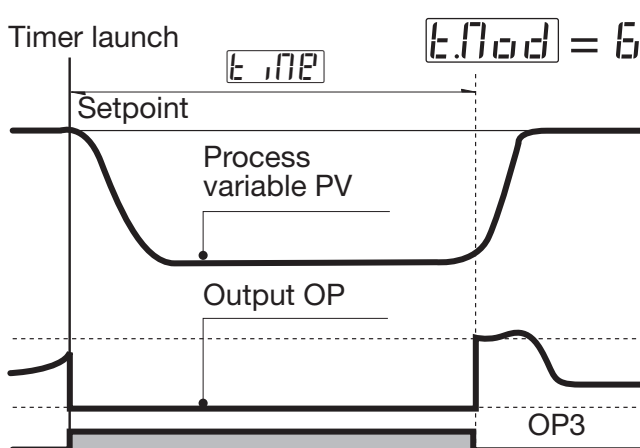 Timer launch
t.Mod = 6
t iME
Setpoint
Process
variable PV
Output OP
OP3